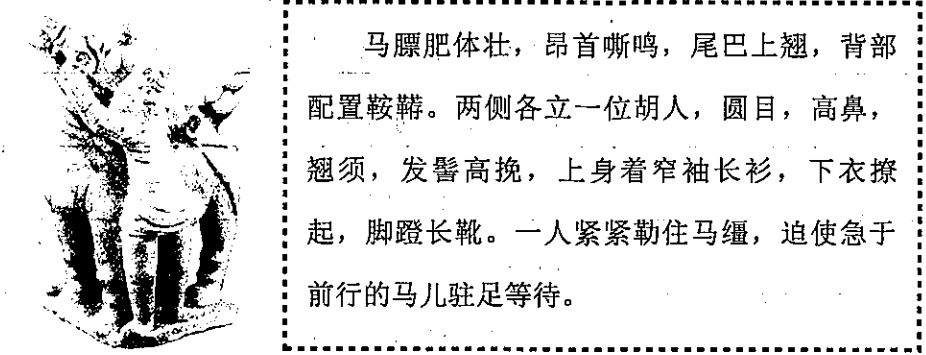 马膘肥体壮，昂首嘶鸣，尾巴上翘，背部
配置鞍鞯。两侧各立一位胡人，圆目，高鼻，
翘须，发髻高挽，上身着窄袖长衫，下衣撩
起，脚蹬长靴。一人紧紧勒住马缰，迫使急于
前行的马儿驻足等待。